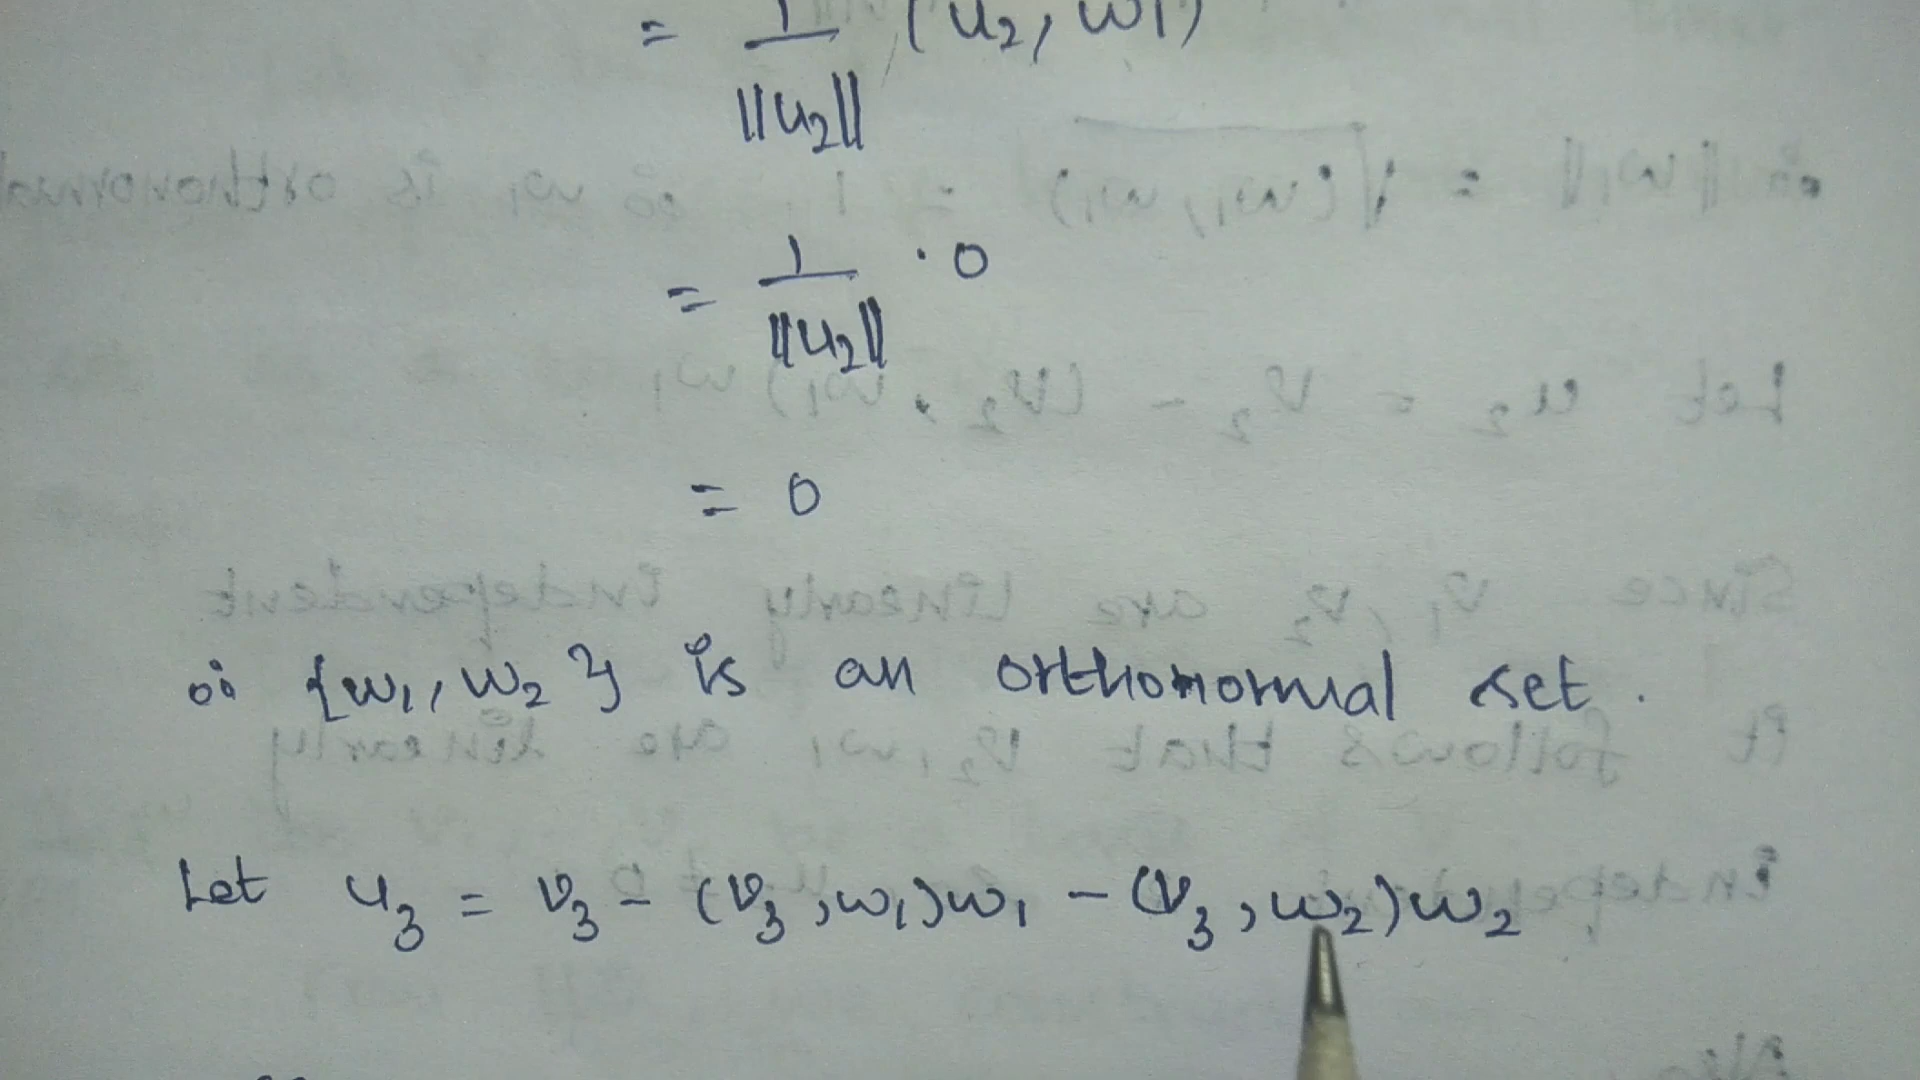 = 1/||u₂|| (u₂, w1)
= 1/||u₂|| · 0
= 0
∴ {w₁, w₂} is an orthonormal set.
Let u₃ = v₃ - (v₃, w₁)w₁ - (v₃, w₂)w₂